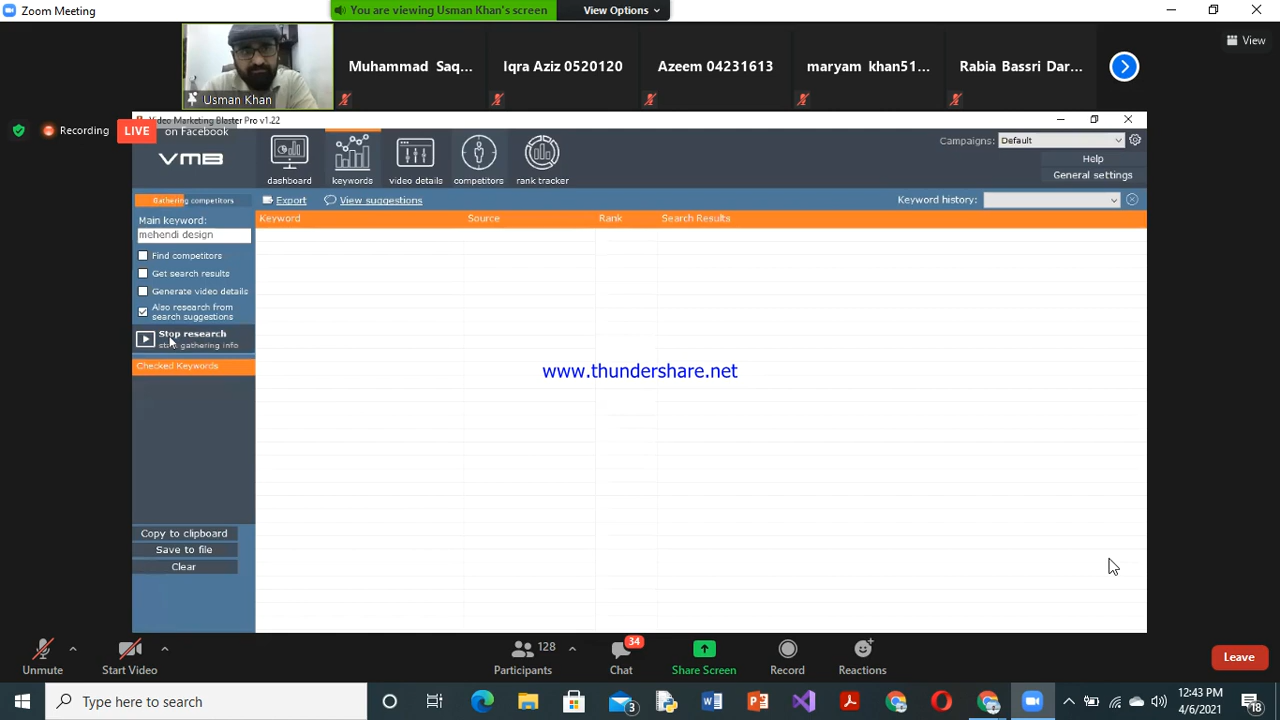 Zoom Meeting
You are viewing Usman Khan's screen
View Options
View
Usman Khan
Muhammad Saq...
Iqra Aziz 0520120
Azeem 04231613
maryam khan51...
Rabia Bassri Dar...
Recording
LIVE
on Facebook
Video Marketing Blaster Pro v1.22
VMB
dashboard
keywords
video details
competitors
rank tracker
Campaigns:
Default
Help
General settings
Gathering competitors
Export
View suggestions
Keyword history:
Main keyword:
mehendi design
Keyword
Source
Rank
Search Results
Find competitors
Get search results
Generate video details
Also research from
search suggestions
Stop research
start gathering info
Checked Keywords
www.thundershare.net
Copy to clipboard
Save to file
Clear
Unmute
Start Video
Participants
128
Chat
34
Share Screen
Record
Reactions
Leave
Type here to search
3
12:43 PM
4/6/2021
18